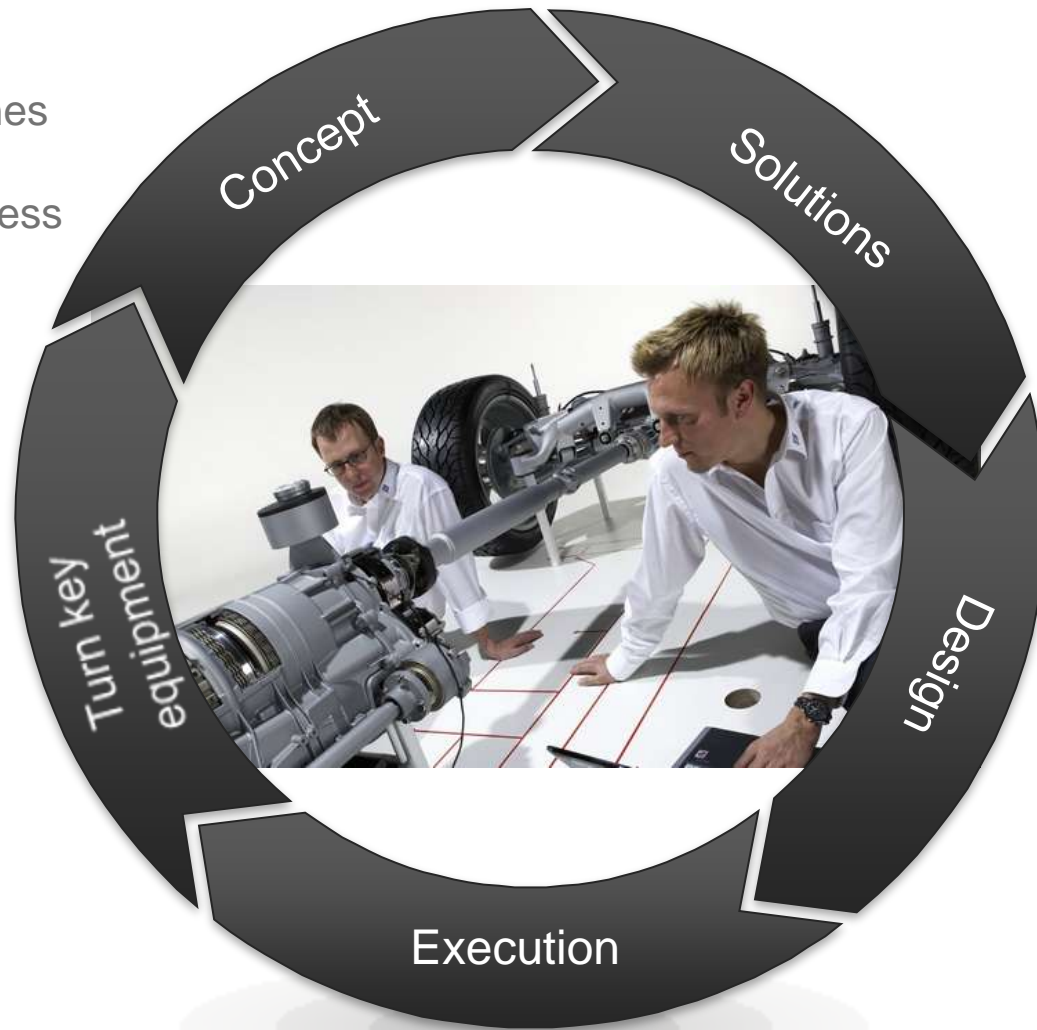 Concept
Solutions
Design
Execution
Turn key
equipment